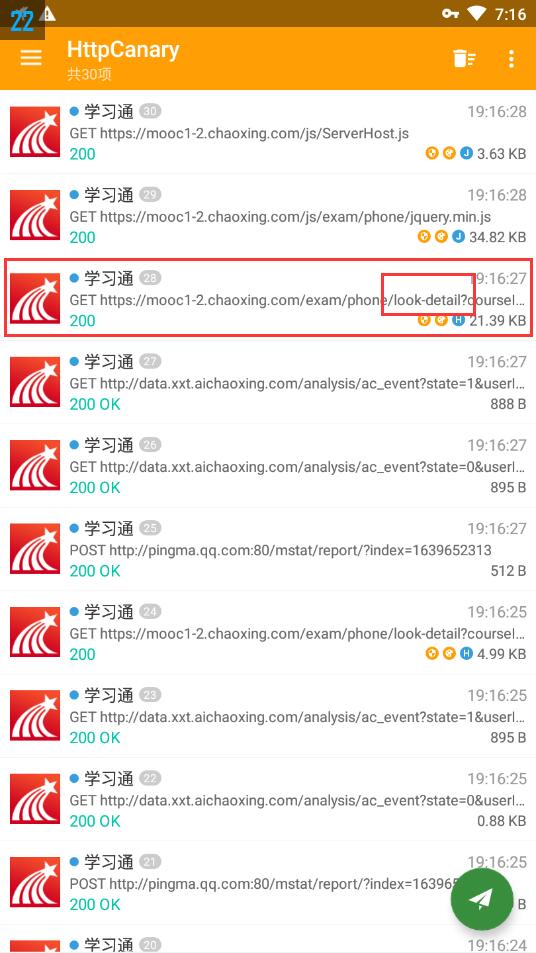 22
7:16
HttpCanary
共30项
学习通 30 19:16:28
GET https://mooc1-2.chaoxing.com/js/ServerHost.js
200 J 3.63 KB
学习通 29 19:16:28
GET https://mooc1-2.chaoxing.com/js/exam/phone/jquery.min.js
200 J 34.82 KB
学习通 28 19:16:27
GET https://mooc1-2.chaoxing.com/exam/phone/look-detail?courseI...
200 H 21.39 KB
学习通 27 19:16:27
GET http://data.xxt.aichaoxing.com/analysis/ac_event?state=1&userI...
200 OK 888 B
学习通 26 19:16:27
GET http://data.xxt.aichaoxing.com/analysis/ac_event?state=0&userI...
200 OK 895 B
学习通 25 19:16:27
POST http://pingma.qq.com:80/mstat/report/?index=1639652313
200 OK 512 B
学习通 24 19:16:25
GET https://mooc1-2.chaoxing.com/exam/phone/look-detail?courseI...
200 H 4.99 KB
学习通 23 19:16:25
GET http://data.xxt.aichaoxing.com/analysis/ac_event?state=1&userI...
200 OK 895 B
学习通 22 19:16:25
GET http://data.xxt.aichaoxing.com/analysis/ac_event?state=0&userI...
200 OK 0.88 KB
学习通 21 19:16:25
POST http://pingma.qq.com:80/mstat/report/?index=163965
200 OK B
学习通 20 19:16:24